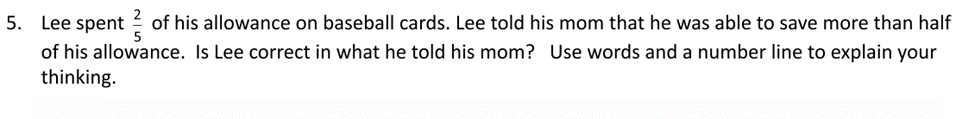 5. Lee spent 2/5 of his allowance on baseball cards. Lee told his mom that he was able to save more than half
of his allowance. Is Lee correct in what he told his mom? Use words and a number line to explain your
thinking.